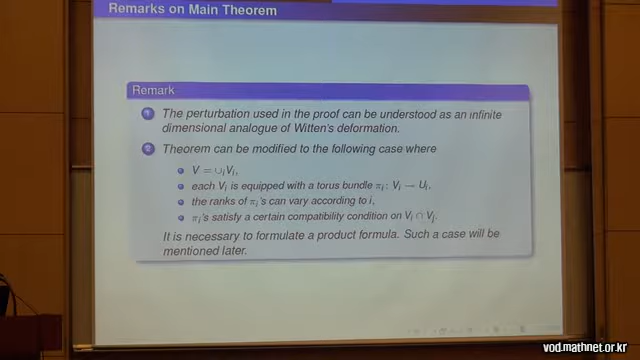 Remarks on Main Theorem
Remark
1 The perturbation used in the proof can be understood as an infinite
dimensional analogue of Witten's deformation.
2 Theorem can be modified to the following case where
V = ∪ᵢVᵢ,
each Vᵢ is equipped with a torus bundle πᵢ : Vᵢ → Uᵢ,
the ranks of πᵢ's can vary according to i,
πᵢ's satisfy a certain compatibility condition on Vᵢ ∩ Vⱼ.
It is necessary to formulate a product formula. Such a case will be
mentioned later.
vod.mathnet.or.kr